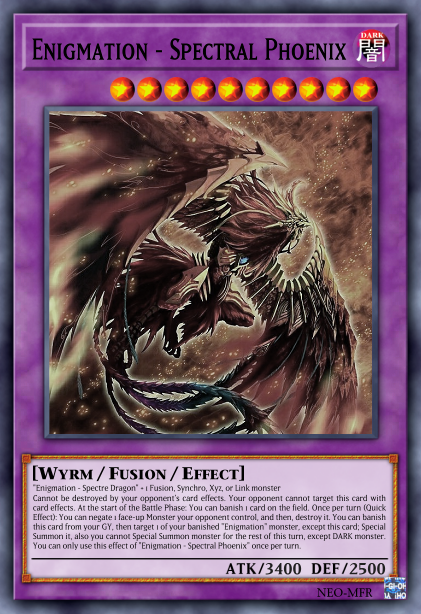 ENIGMATION - SPECTRAL PHOENIX
DARK
闇
[WYRM / FUSION / EFFECT]
"Enigmation - Spectre Dragon" + 1 Fusion, Synchro, Xyz, or Link monster
Cannot be destroyed by your opponent's card effects. Your opponent cannot target this card with
card effects. At the start of the Battle Phase: You can banish 1 card on the field. Once per turn (Quick
Effect): You can negate 1 face-up Monster your opponent control, and then, destroy it. You can banish
this card from your GY, then target 1 of your banished "Enigmation" monster, except this card; Special
Summon it, also you cannot Special Summon monster for the rest of this turn, except DARK monster.
You can only use this effect of "Enigmation - Spectral Phoenix" once per turn.
ATK/3400 DEF/2500
NEO-MFR